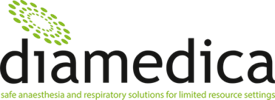 diamedica
safe anaesthesia and respiratory solutions for limited resource settings